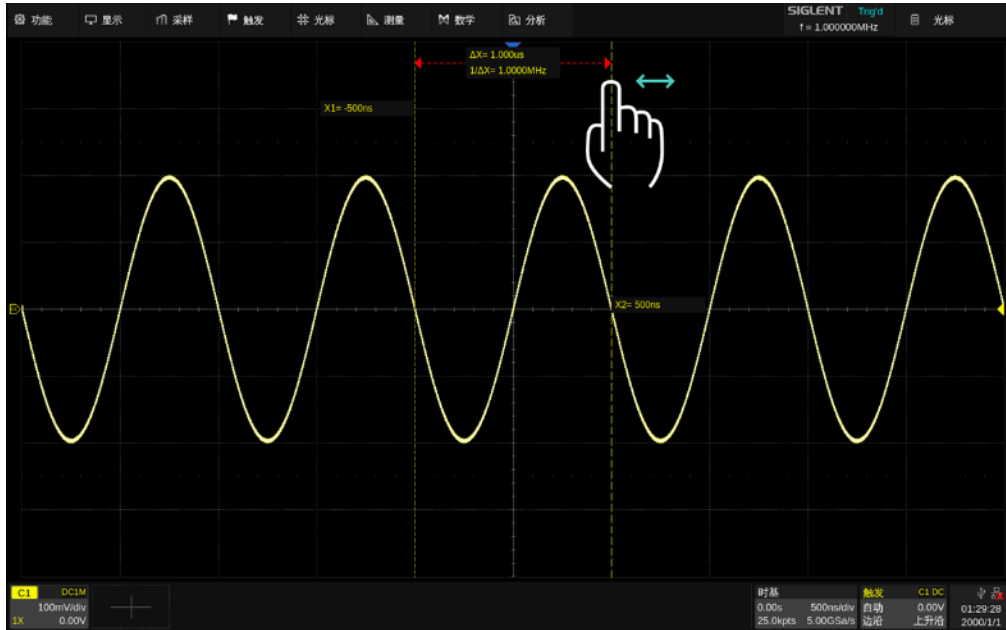 功能 显示 采样 触发 光标 测量 数学 分析
SIGLENT Trig'd
f = 1.000000MHz
光标
ΔX= 1.000us
1/ΔX= 1.0000MHz
X1= -500ns
X2= 500ns
C1 DC1M
100mV/div
1X 0.00V
时基
0.00s 500ns/div
25.0kpts 5.00GSa/s
触发 C1 DC
自动 0.00V
边沿 上升沿
01:29:28
2000/1/1